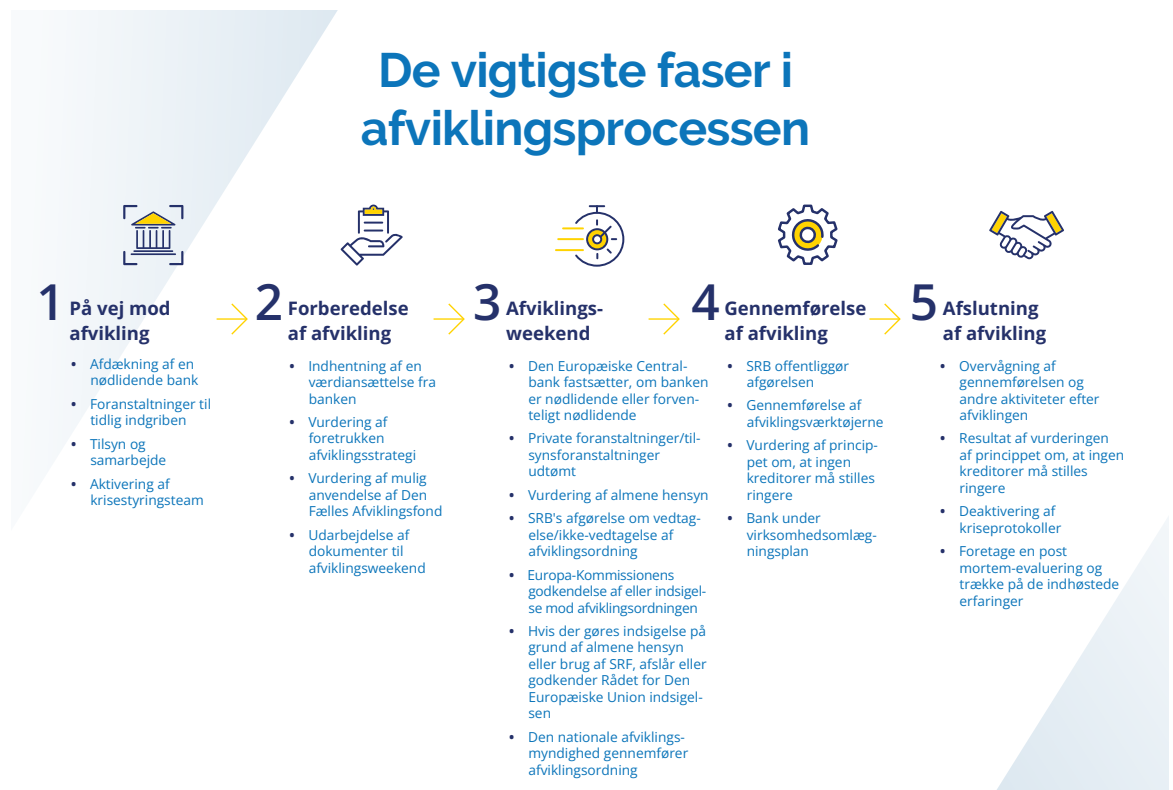 De vigtigste faser i
afviklingsprocessen
1 På vej mod
afvikling
• Afdækning af en
nødlidende bank
• Foranstaltninger til
tidlig indgriben
• Tilsyn og
samarbejde
• Aktivering af
krisestyringsteam
2 Forberedelse
af afvikling
• Indhentning af en
værdiansættelse fra
banken
• Vurdering af
foretrukken
afviklingsstrategi
• Vurdering af mulig
anvendelse af Den
Fælles Afviklingsfond
• Udarbejdelse af
dokumenter til
afviklingsweekend
3 Afviklings-
weekend
• Den Europæiske Central-
bank fastsætter, om banken
er nødlidende eller forven-
teligt nødlidende
• Private foranstaltninger/til-
synsforanstaltninger
udtømt
• Vurdering af almene hensyn
• SRB's afgørelse om vedtag-
else/ikke-vedtagelse af
afviklingsordning
• Europa-Kommissionens
godkendelse af eller indsigel-
se mod afviklingsordningen
• Hvis der gøres indsigelse på
grund af almene hensyn
eller brug af SRF, afslår eller
godkender Rådet for Den
Europæiske Union indsigel-
sen
• Den nationale afviklings-
myndighed gennemfører
afviklingsordning
4 Gennemførelse
af afvikling
• SRB offentliggør
afgørelsen
• Gennemførelse af
afviklingsværktøjerne
• Vurdering af princip-
pet om, at ingen
kreditorer må stilles
ringere
• Bank under
virksomhedsomlæg-
ningsplan
5 Afslutning
af afvikling
• Overvågning af
gennemførelsen og
andre aktiviteter efter
afviklingen
• Resultat af vurderingen
af princippet om, at ingen
kreditorer må stilles
ringere
• Deaktivering af
kriseprotokoller
• Foretage en post
mortem-evaluering og
trække på de indhøstede
erfaringer